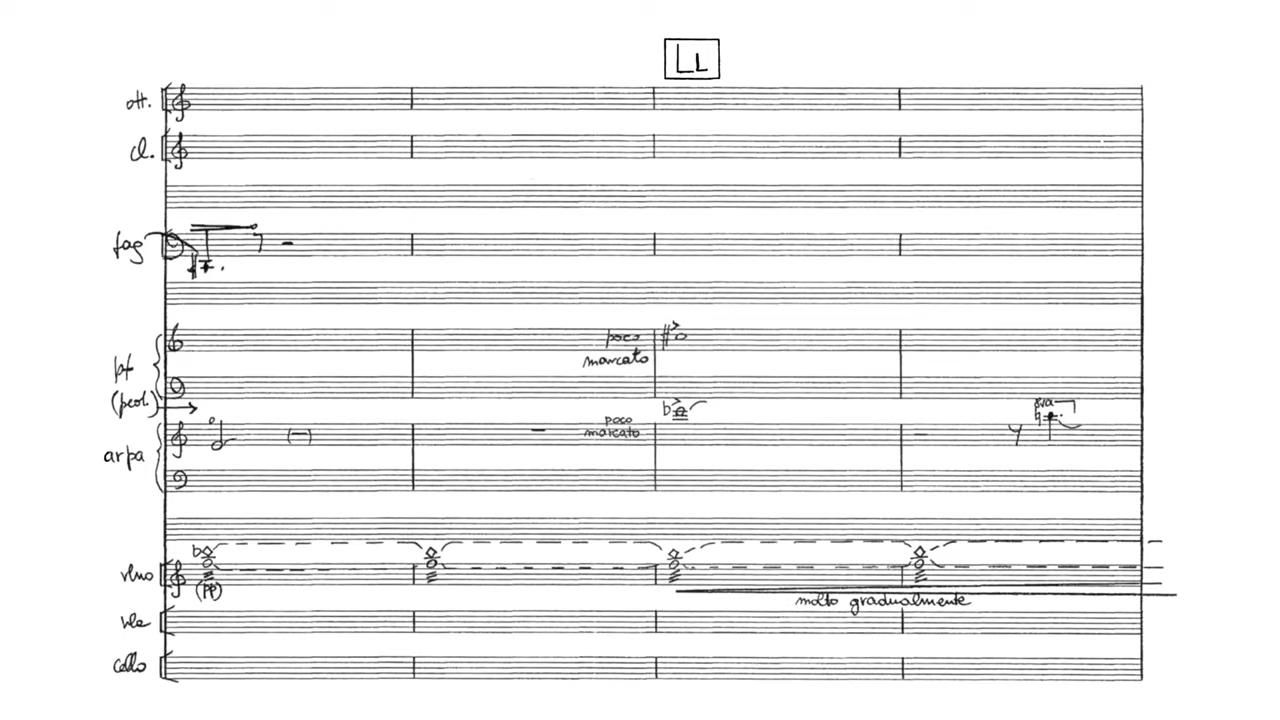 LL
ott.
cl.
fag
poco
marcato
pf
(ped.)
8va
poco
marcato
arpa
vlno
(pp)
molto gradualmente
vle
cello